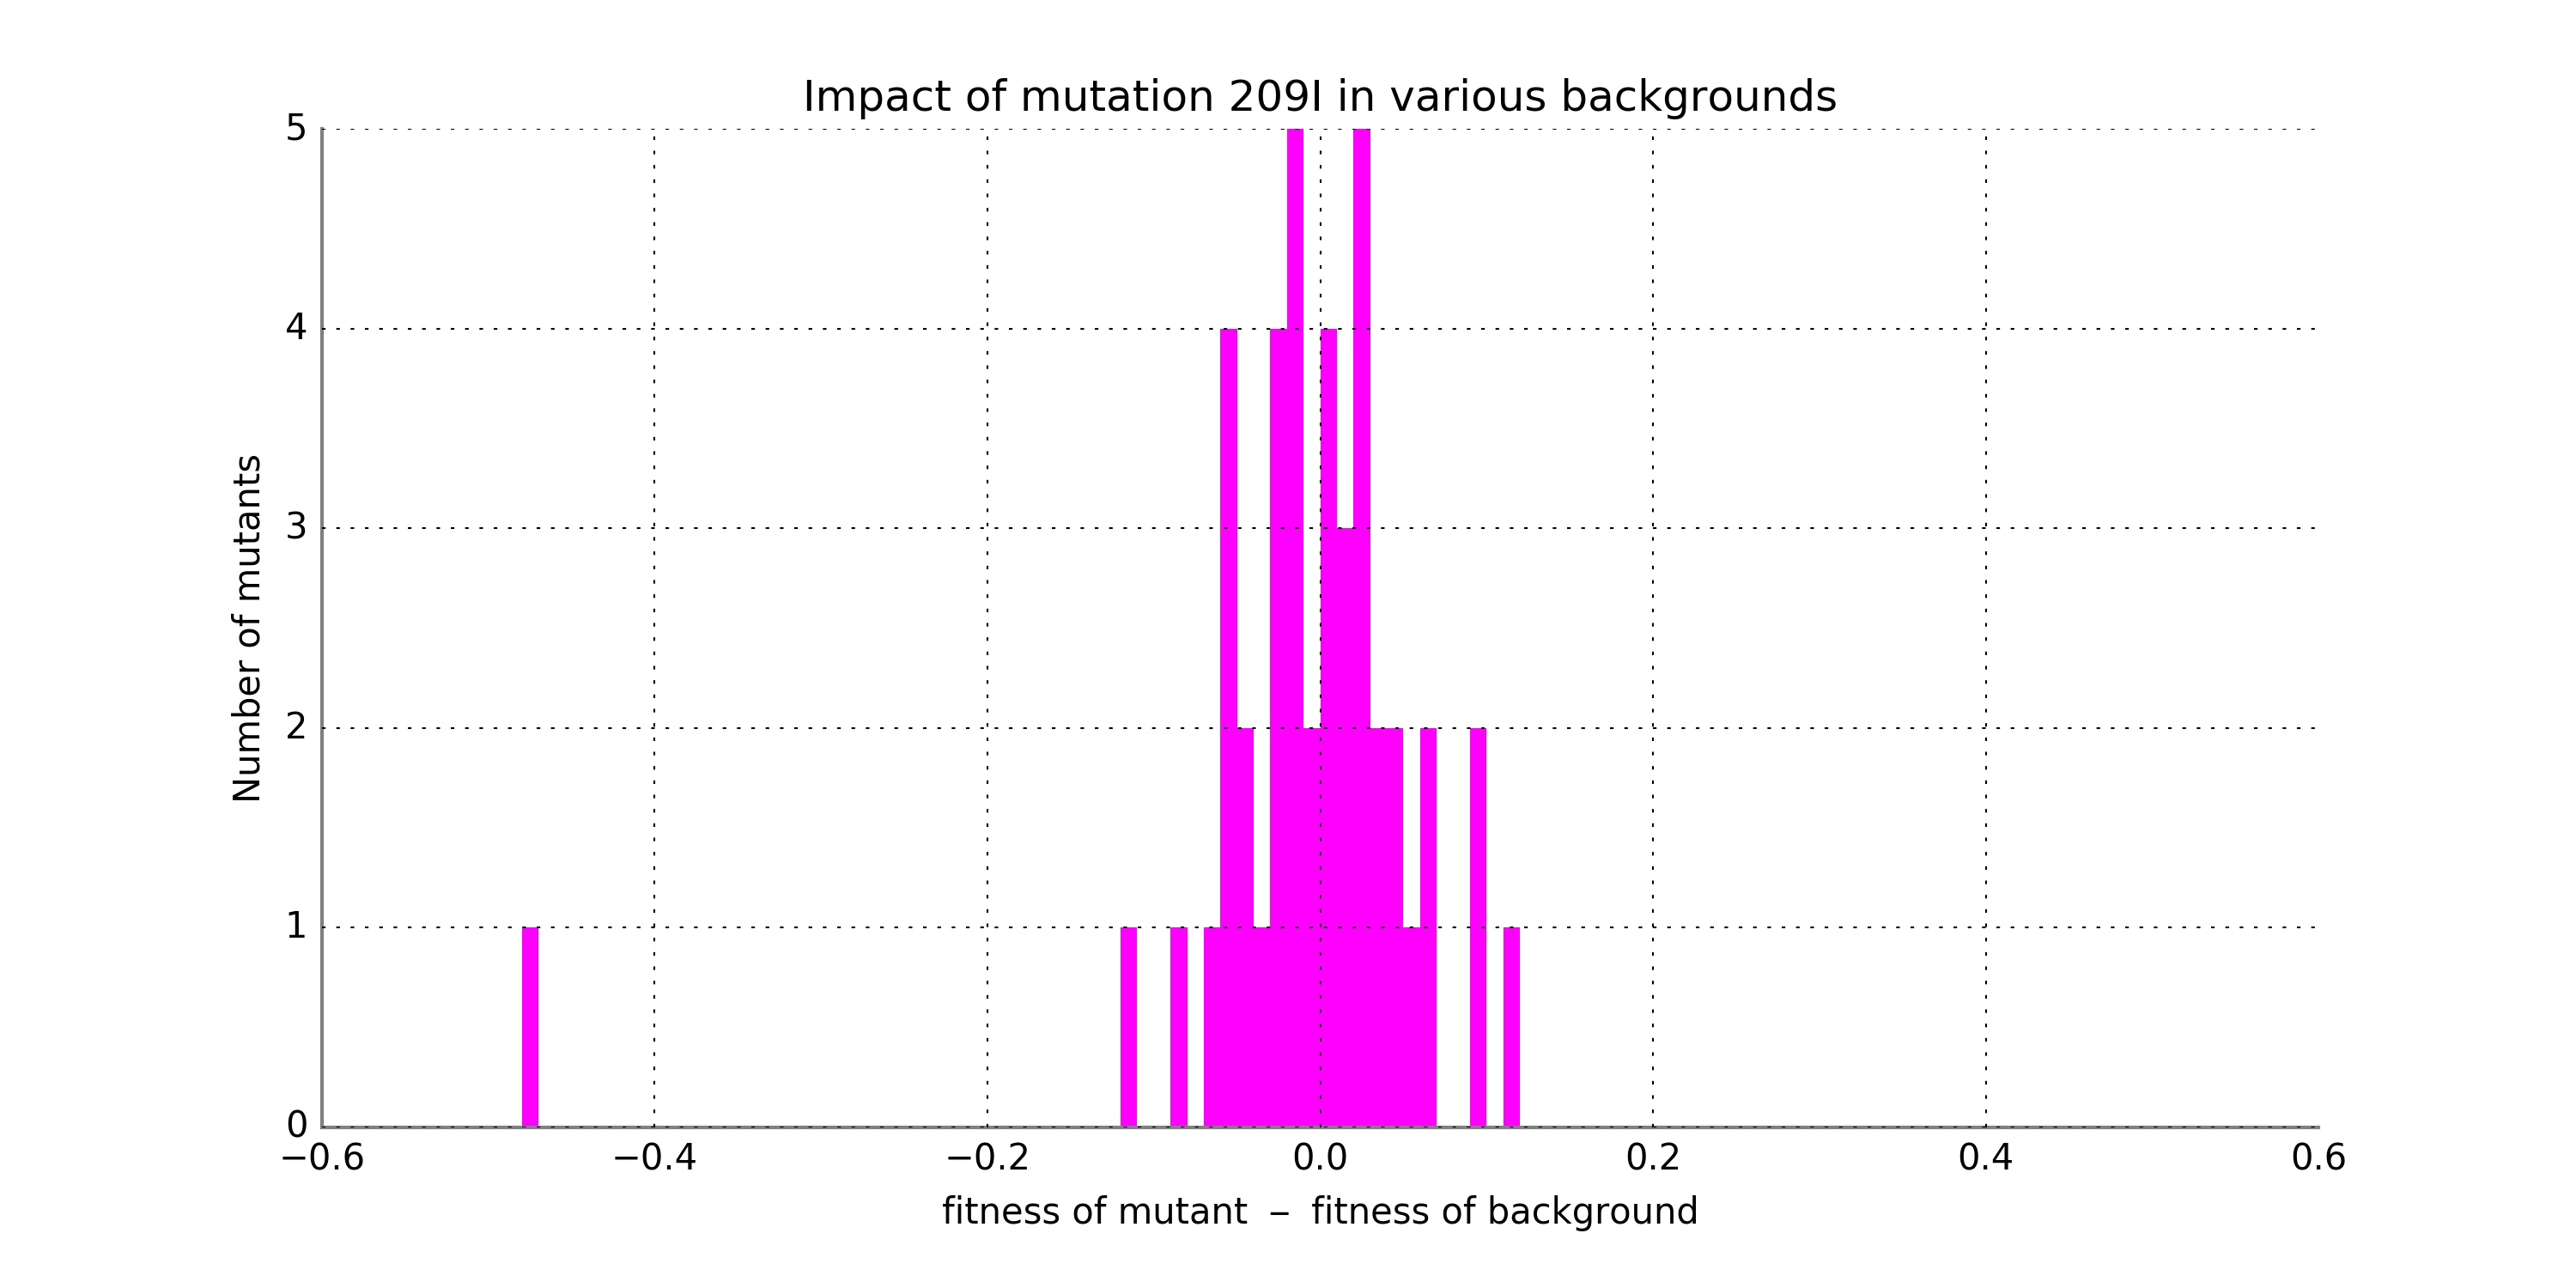 Impact of mutation 209I in various backgrounds
5
4
3
2
1
0
Number of mutants
−0.6 −0.4 −0.2 0.0 0.2 0.4 0.6
fitness of mutant – fitness of background